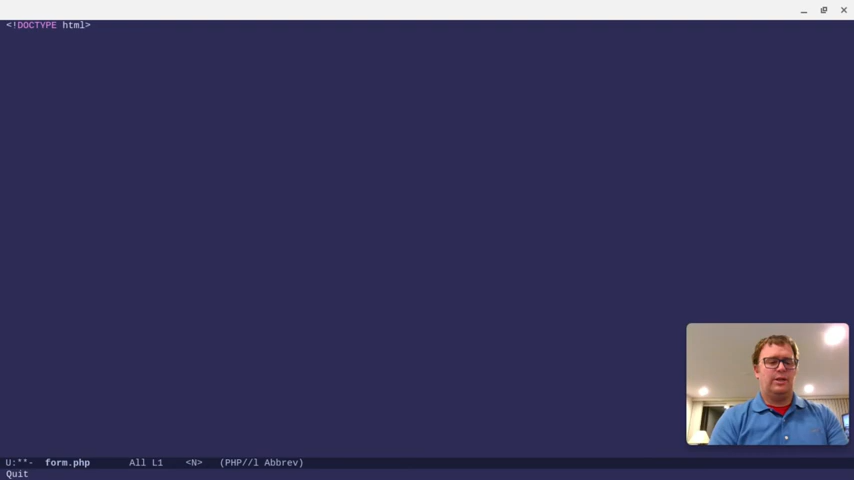 <!DOCTYPE html>
U:**- form.php All L1 <N> (PHP//l Abbrev)
Quit